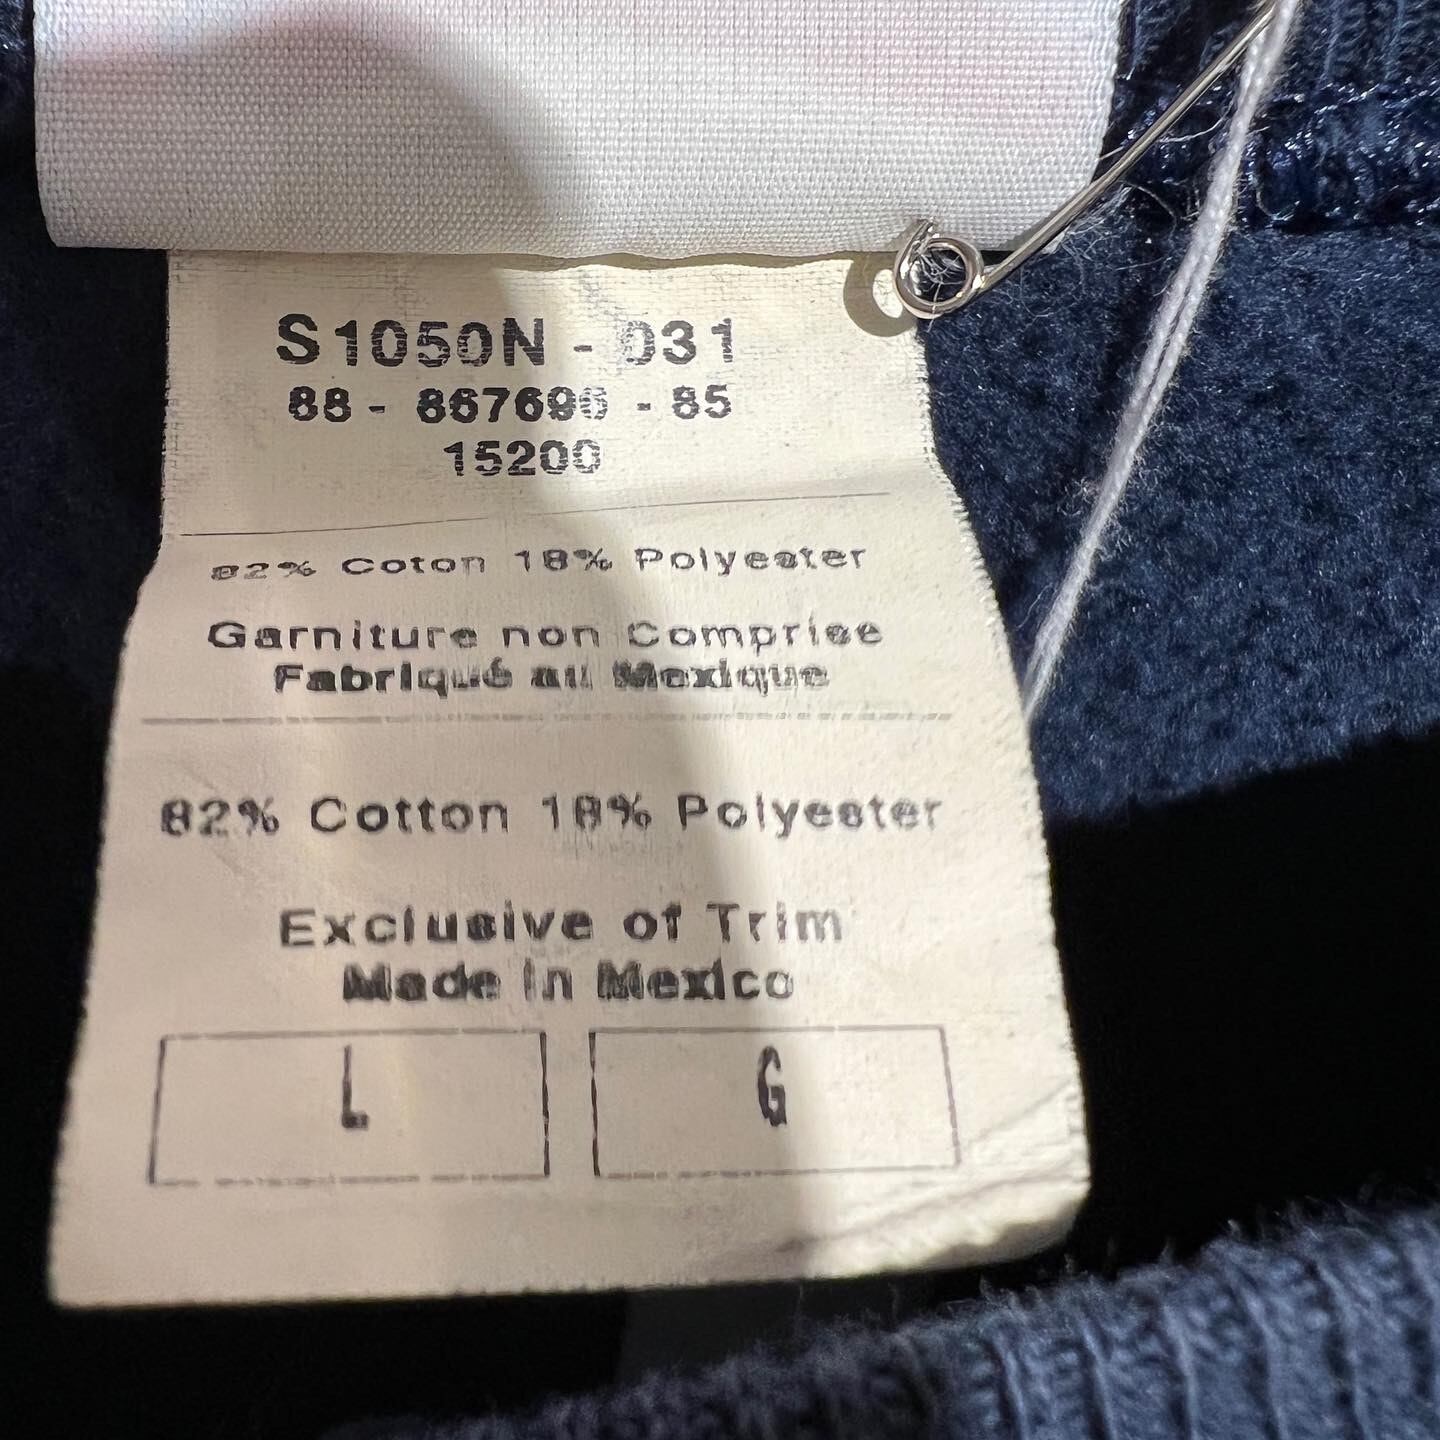 S1050N - 031
88 - 867696 - 85
15200
82% Coton 18% Polyester
Garniture non Comprise
Fabriqué au Mexique
82% Cotton 18% Polyester
Exclusive of Trim
Made in Mexico
L
G